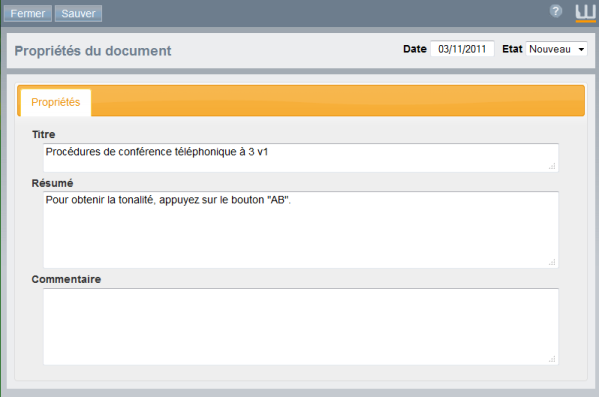 Fermer Sauver ?
Propriétés du document Date 03/11/2011 Etat Nouveau
Propriétés
Titre
Procédures de conférence téléphonique à 3 v1
Résumé
Pour obtenir la tonalité, appuyez sur le bouton "AB".
Commentaire